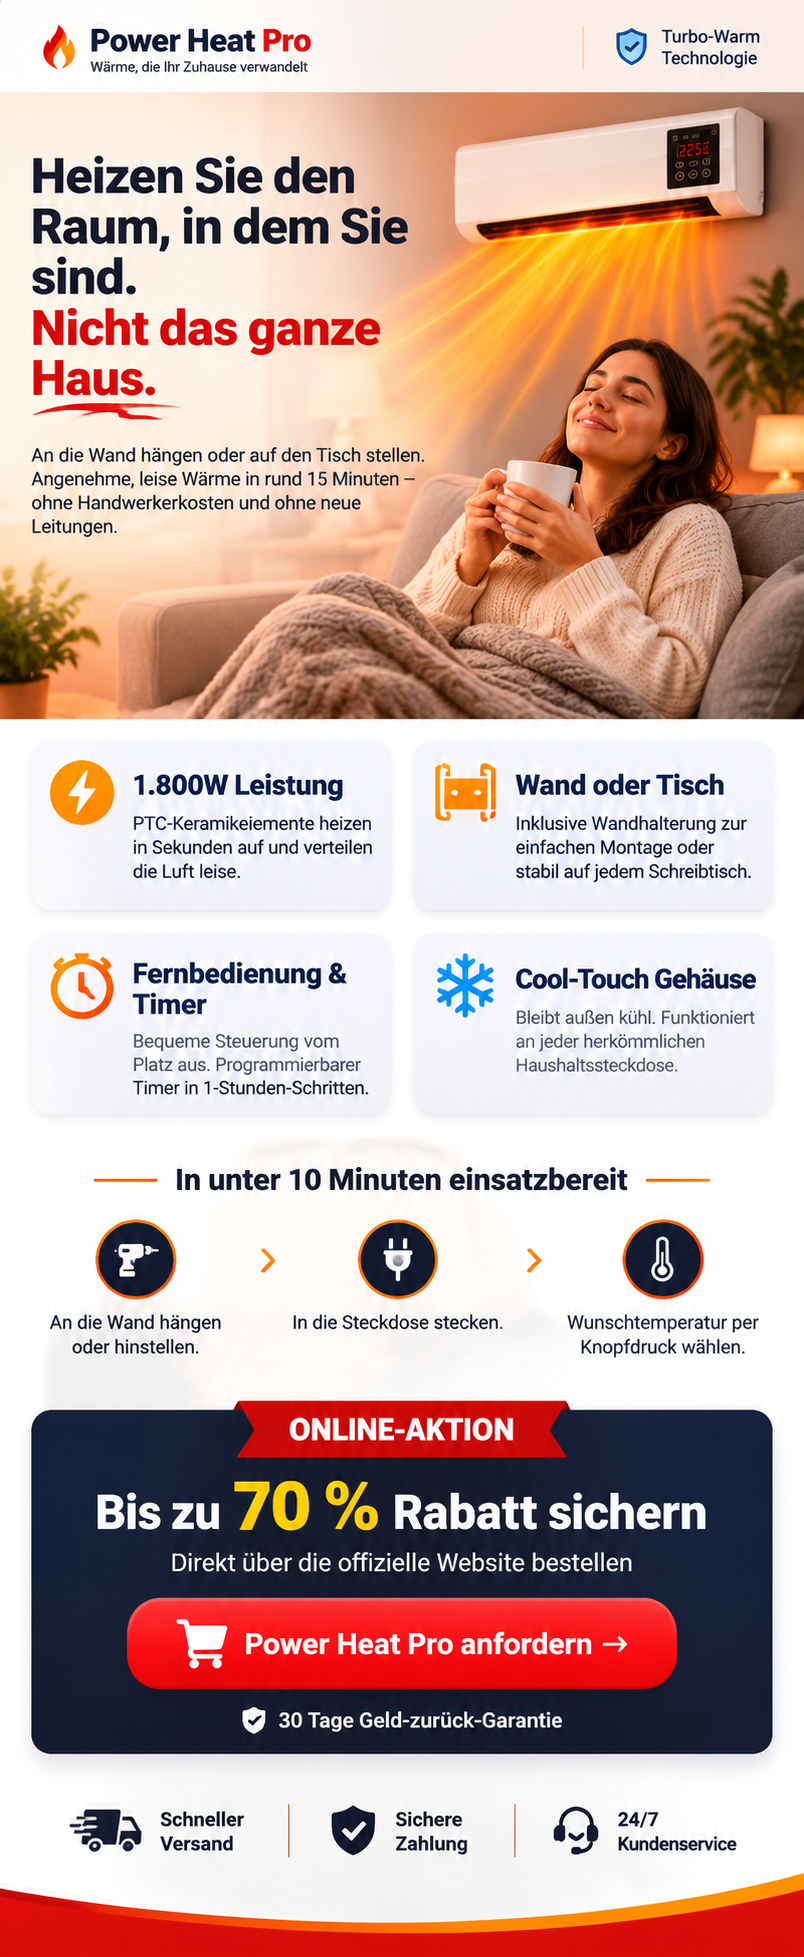 Power Heat Pro
Wärme, die Ihr Zuhause verwandelt
Turbo-Warm
Technologie
Heizen Sie den
Raum, in dem Sie
sind.
Nicht das ganze
Haus.
An die Wand hängen oder auf den Tisch stellen.
Angenehme, leise Wärme in rund 15 Minuten –
ohne Handwerkerkosten und ohne neue
Leitungen.
1.800W Leistung
PTC-Keramikeiemente heizen
in Sekunden auf und verteilen
die Luft leise.
Wand oder Tisch
Inklusive Wandhalterung zur
einfachen Montage oder
stabil auf jedem Schreibtisch.
Fernbedienung &
Timer
Bequeme Steuerung vom
Platz aus. Programmierbarer
Timer in 1-Stunden-Schritten.
Cool-Touch Gehäuse
Bleibt außen kühl. Funktioniert
an jeder herkömmlichen
Haushaltssteckdose.
In unter 10 Minuten einsatzbereit
An die Wand hängen
oder hinstellen.
In die Steckdose stecken.
Wunschtemperatur per
Knopfdruck wählen.
ONLINE-AKTION
Bis zu 70 % Rabatt sichern
Direkt über die offizielle Website bestellen
Power Heat Pro anfordern →
30 Tage Geld-zurück-Garantie
Schneller
Versand
Sichere
Zahlung
24/7
Kundenservice